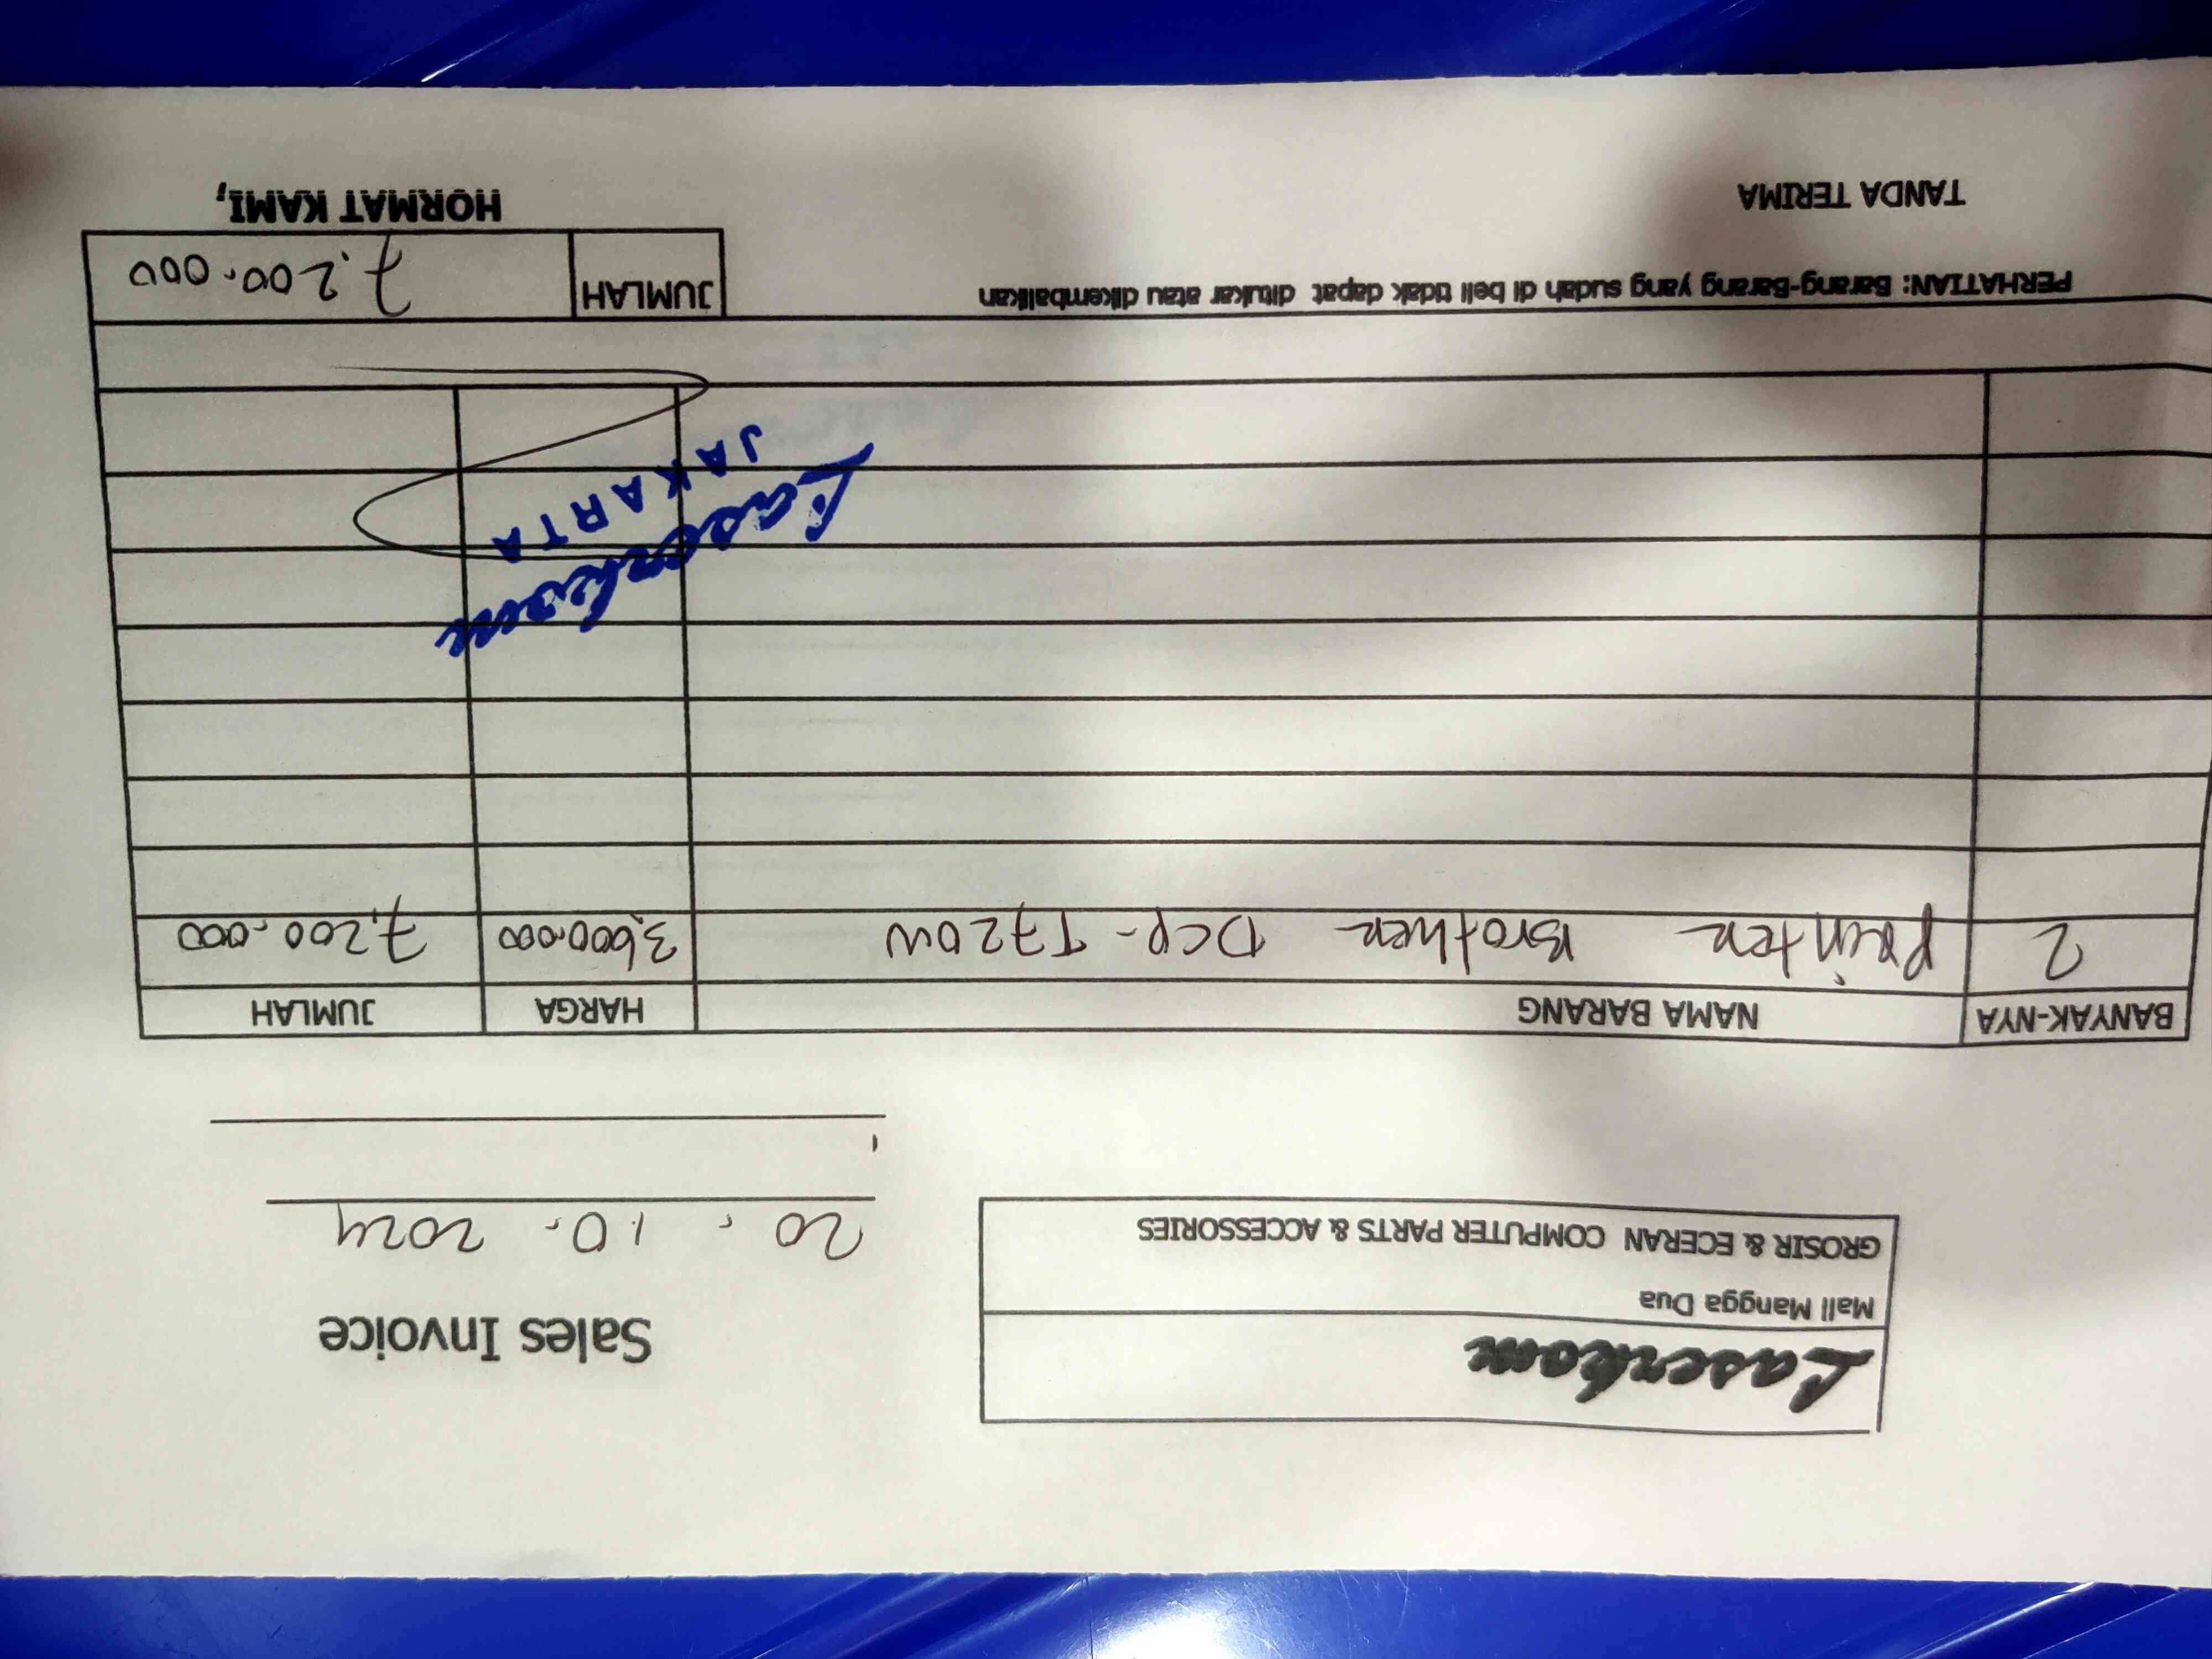 Laserkom
Mall Mangga Dua
GROSIR & ECERAN COMPUTER PARTS & ACCESSORIES
Sales Invoice
20. 10. 2024
BANYAK-NYA NAMA BARANG HARGA JUMLAH
2 Printer Brother DCP-T720W 3,600.000 7,200.000
Laserkom
JAKARTA
PERHATIAN: Barang-Barang yang sudah di beli tidak dapat ditukar atau dikembalikan
JUMLAH 7.200.000
TANDA TERIMA
HORMAT KAMI,